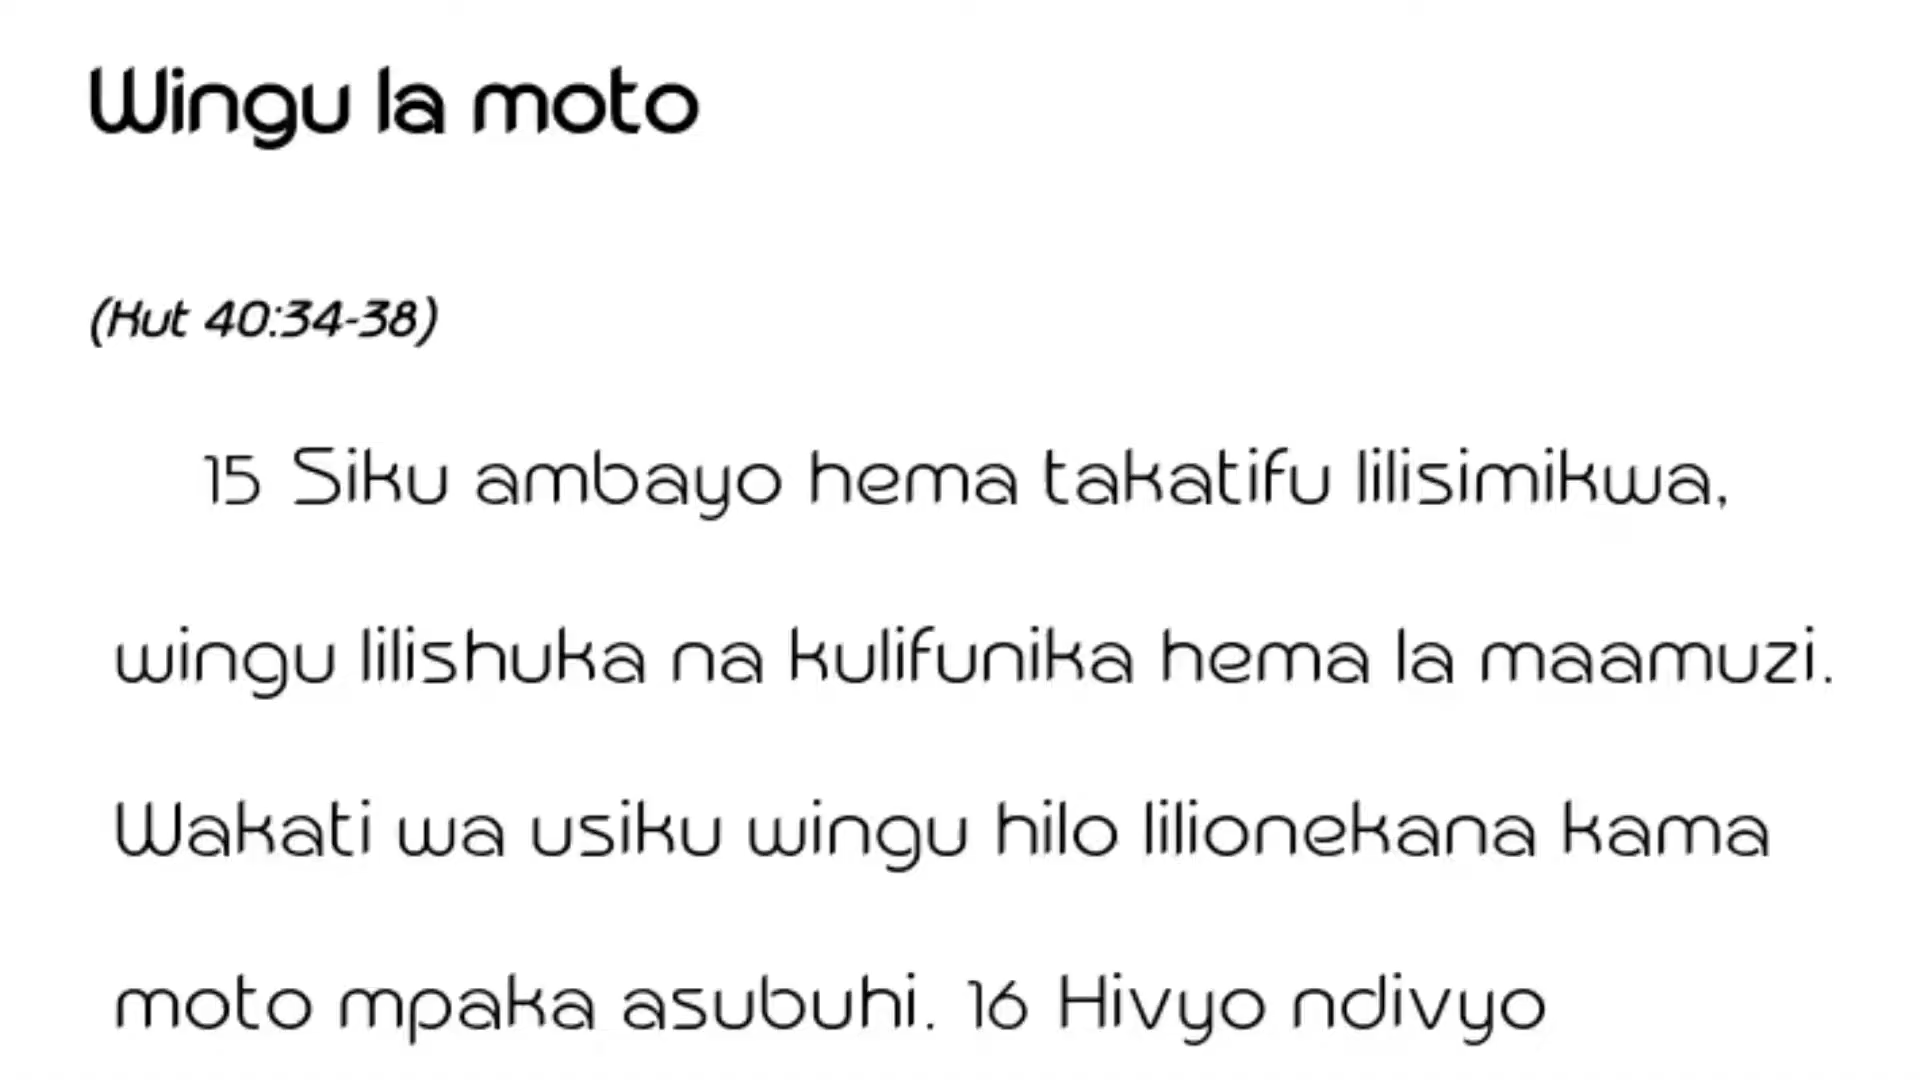 Wingu la moto
(Kut 40:34-38)
15 Siku ambayo hema takatifu lilisimikwa,
wingu lilishuka na kulifunika hema la maamuzi.
Wakati wa usiku wingu hilo lilionekana kama
moto mpaka asubuhi. 16 Hivyo ndivyo